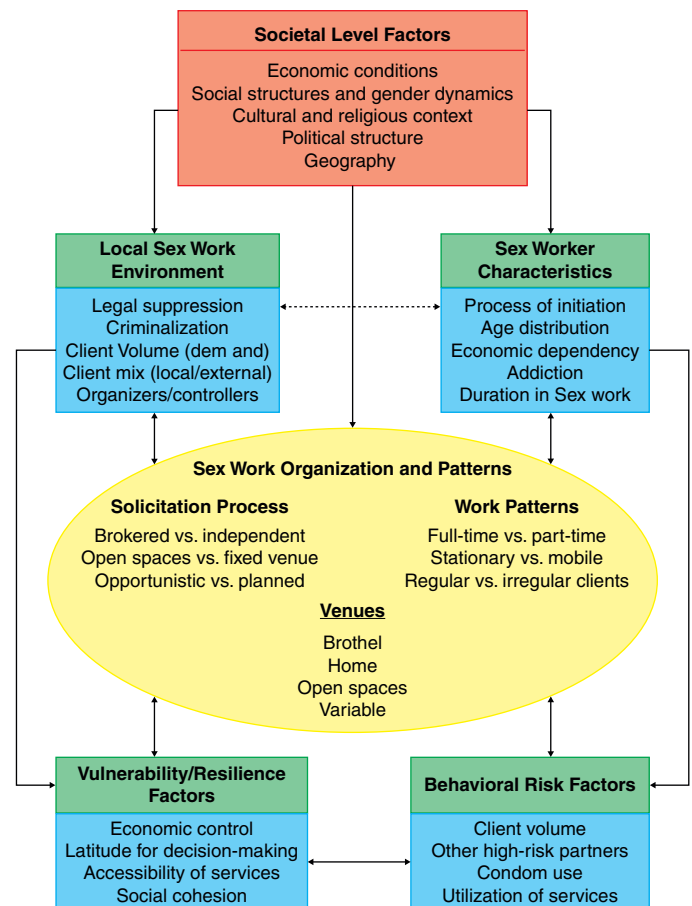 Societal Level Factors
Economic conditions
Social structures and gender dynamics
Cultural and religious context
Political structure
Geography
Local Sex Work
Environment
Legal suppression
Criminalization
Client Volume (dem and)
Client mix (local/external)
Organizers/controllers
Sex Worker
Characteristics
Process of initiation
Age distribution
Economic dependency
Addiction
Duration in Sex work
Sex Work Organization and Patterns
Solicitation Process
Brokered vs. independent
Open spaces vs. fixed venue
Opportunistic vs. planned
Work Patterns
Full-time vs. part-time
Stationary vs. mobile
Regular vs. irregular clients
Venues
Brothel
Home
Open spaces
Variable
Vulnerability/Resilience
Factors
Economic control
Latitude for decision-making
Accessibility of services
Social cohesion
Behavioral Risk Factors
Client volume
Other high-risk partners
Condom use
Utilization of services